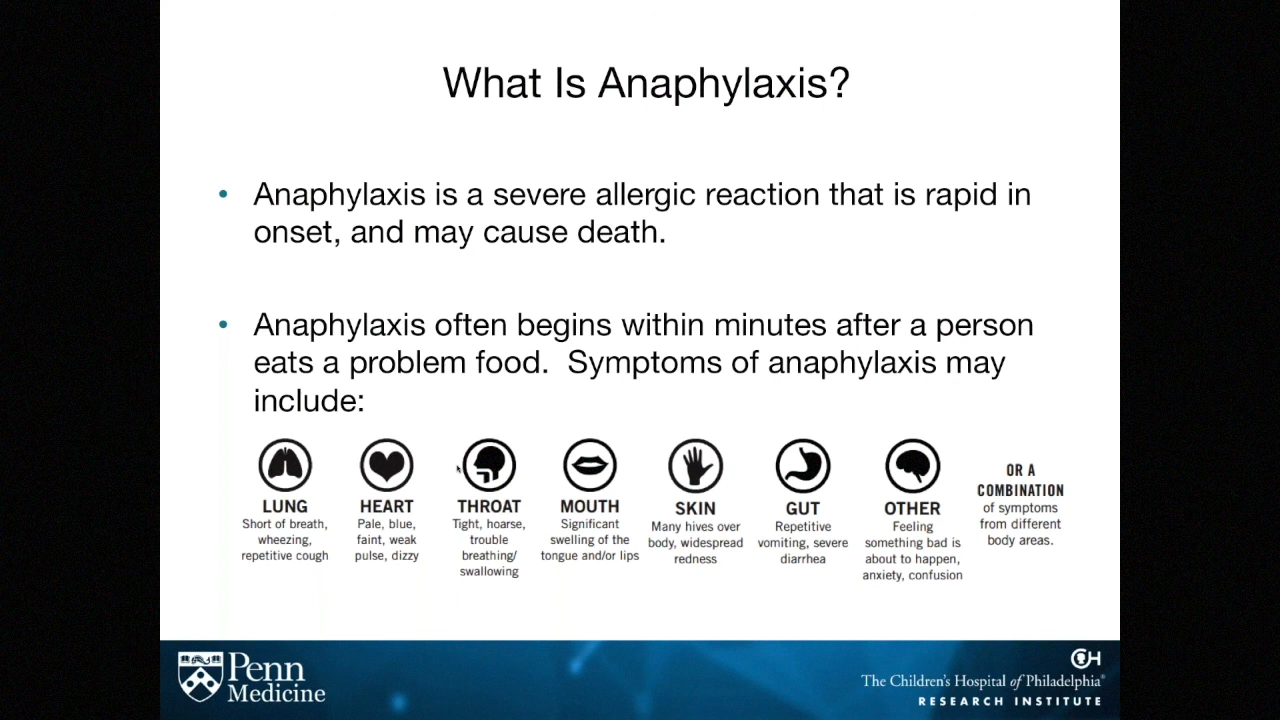 What Is Anaphylaxis?
• Anaphylaxis is a severe allergic reaction that is rapid in
onset, and may cause death.
• Anaphylaxis often begins within minutes after a person
eats a problem food.  Symptoms of anaphylaxis may
include:
LUNG
Short of breath,
wheezing,
repetitive cough
HEART
Pale, blue,
faint, weak
pulse, dizzy
THROAT
Tight, hoarse,
trouble
breathing/
swallowing
MOUTH
Significant
swelling of the
tongue and/or lips
SKIN
Many hives over
body, widespread
redness
GUT
Repetitive
vomiting, severe
diarrhea
OTHER
Feeling
something bad is
about to happen,
anxiety, confusion
OR A
COMBINATION
of symptoms
from different
body areas.
Penn
Medicine
CH
The Children's Hospital of Philadelphia®
RESEARCH INSTITUTE